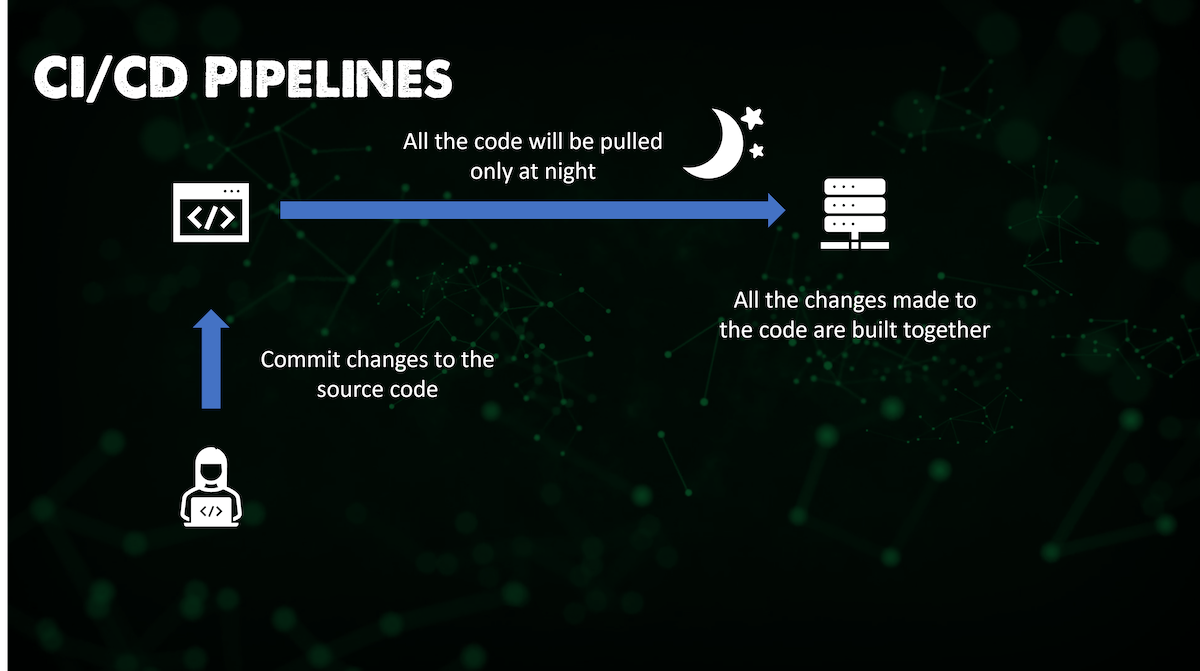 CI/CD PIPELINES
All the code will be pulled
only at night
</>
All the changes made to
the code are built together
Commit changes to the
source code
</>